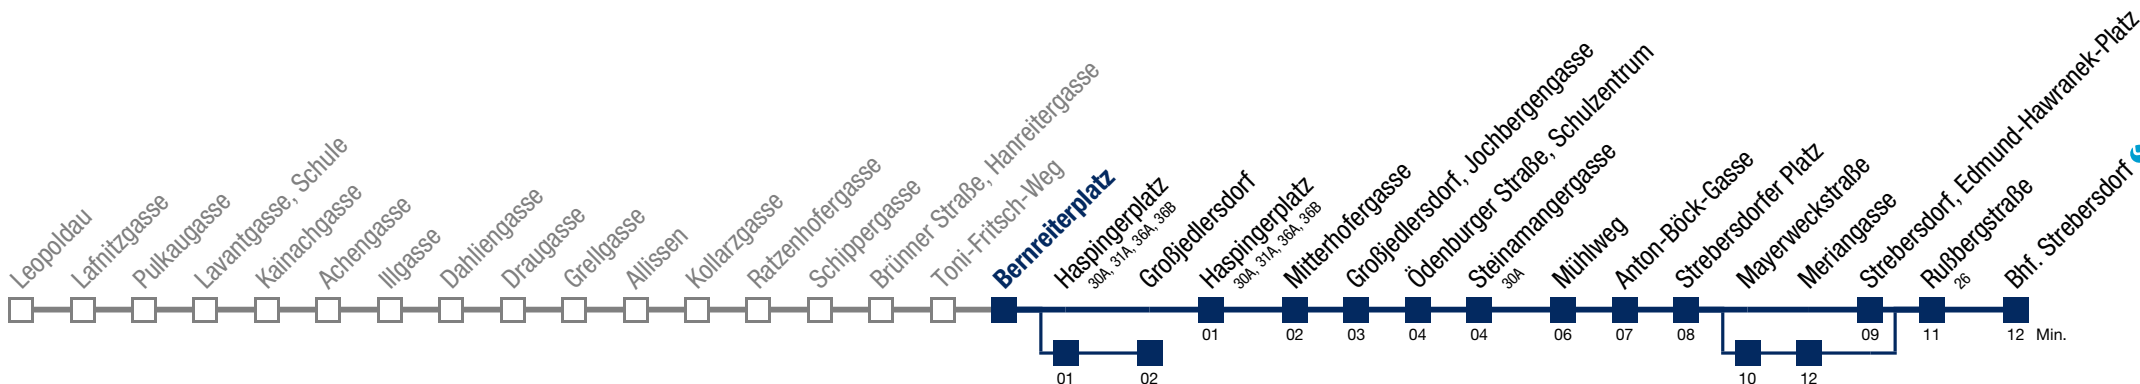 Leopoldau
Lafnitzgasse
Pulkaugasse
Lavantgasse, Schule
Kainachgasse
Achengasse
Illgasse
Dahliengasse
Draugasse
Grellgasse
Allissen
Kollarzgasse
Ratzenhofergasse
Schippergasse
Brünner Straße, Hanreitergasse
Toni-Fritsch-Weg
Bernreiterplatz
Haspingerplatz
30A, 31A, 36A, 36B
Großjedlersdorf
Haspingerplatz
30A, 31A, 36A, 36B
Mitterhofergasse
Großjedlersdorf, Jochbergengasse
Ödenburger Straße, Schulzentrum
Steinamangergasse
30A
Mühlweg
Anton-Böck-Gasse
Strebersdorfer Platz
Mayerweckstraße
Meriangasse
Strebersdorf, Edmund-Hawranek-Platz
Rußbergstraße
26
Bhf. Strebersdorf
01 02 03 04 04 06 07 08 09 11 12 Min.
01 02 10 12